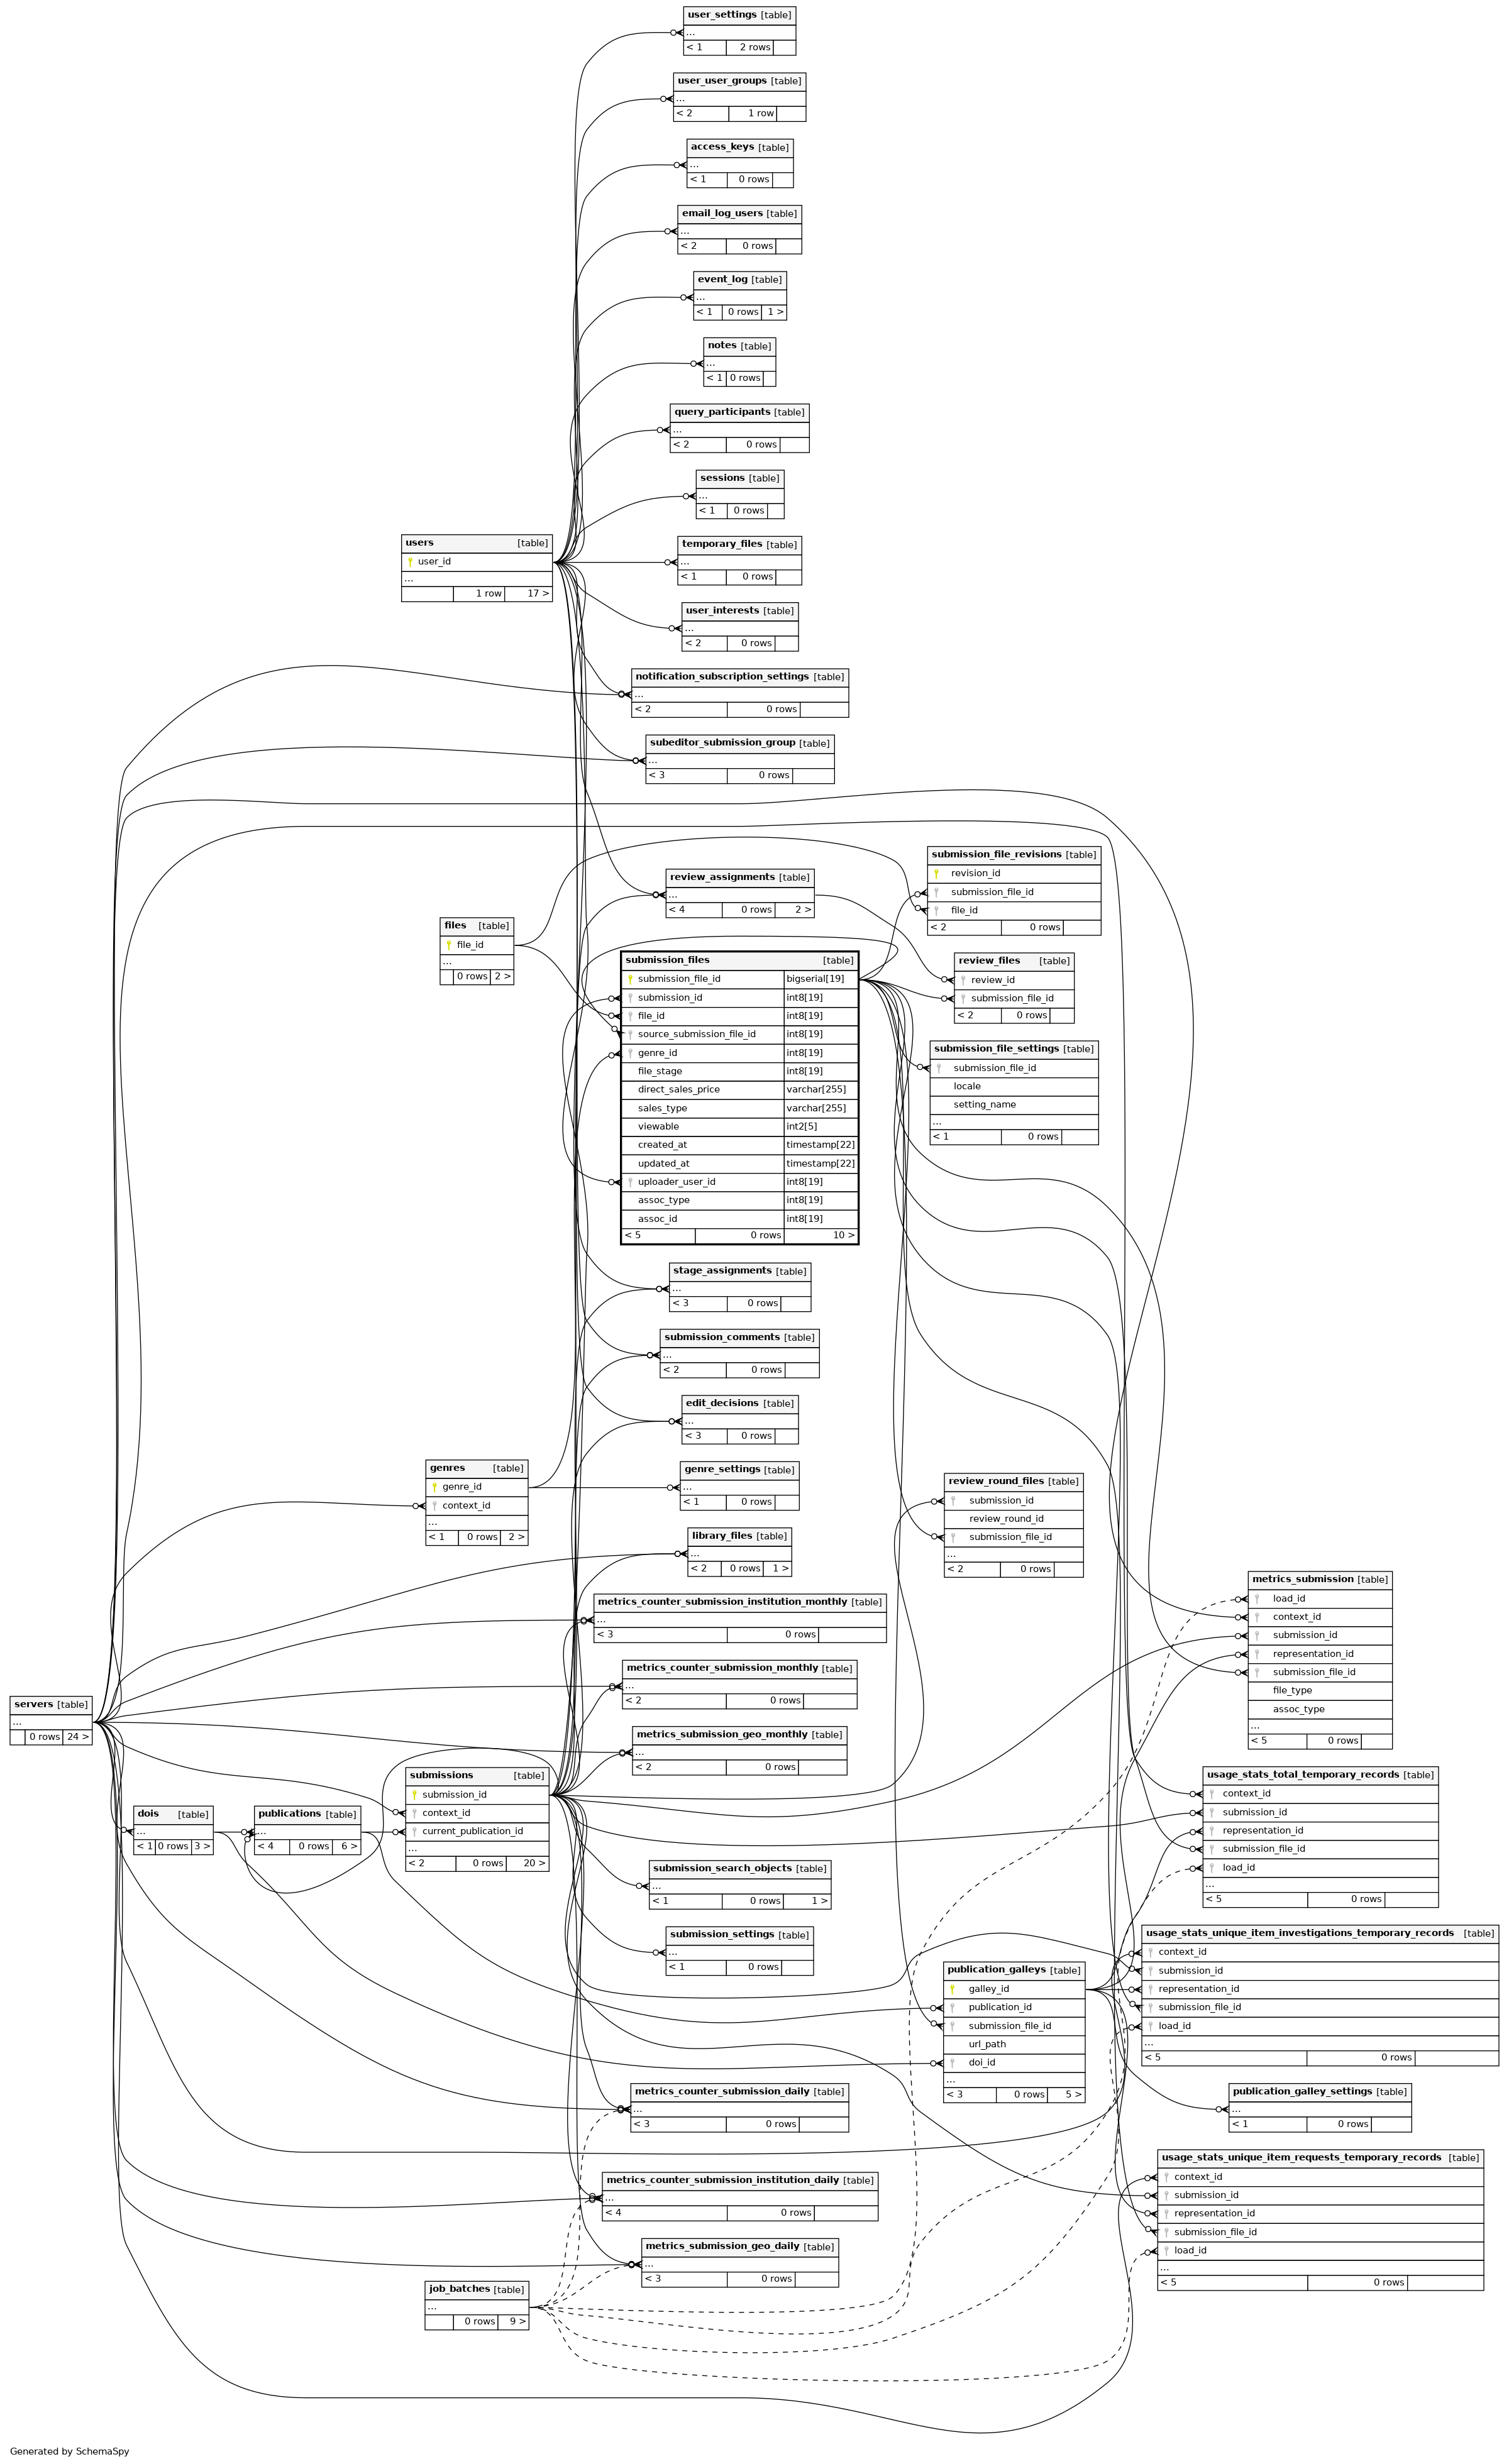 user_settings [table]
...
< 1 2 rows
user_user_groups [table]
...
< 2 1 row
access_keys [table]
...
< 1 0 rows
email_log_users [table]
...
< 2 0 rows
event_log [table]
...
< 1 0 rows 1 >
notes [table]
...
< 1 0 rows
query_participants [table]
...
< 2 0 rows
sessions [table]
...
< 1 0 rows
users [table]
user_id
...
1 row 17 >
temporary_files [table]
...
< 1 0 rows
user_interests [table]
...
< 2 0 rows
notification_subscription_settings [table]
...
< 2 0 rows
subeditor_submission_group [table]
...
< 3 0 rows
submission_file_revisions [table]
revision_id
submission_file_id
file_id
< 2 0 rows
review_assignments [table]
...
< 4 0 rows 2 >
files [table]
file_id
...
0 rows 2 >
submission_files [table]
submission_file_id bigserial[19]
submission_id int8[19]
file_id int8[19]
source_submission_file_id int8[19]
genre_id int8[19]
file_stage int8[19]
direct_sales_price varchar[255]
sales_type varchar[255]
viewable int2[5]
created_at timestamp[22]
updated_at timestamp[22]
uploader_user_id int8[19]
assoc_type int8[19]
assoc_id int8[19]
< 5 0 rows 10 >
review_files [table]
review_id
submission_file_id
< 2 0 rows
submission_file_settings [table]
submission_file_id
locale
setting_name
...
< 1 0 rows
stage_assignments [table]
...
< 3 0 rows
submission_comments [table]
...
< 2 0 rows
edit_decisions [table]
...
< 3 0 rows
genres [table]
genre_id
context_id
...
< 1 0 rows 2 >
genre_settings [table]
...
< 1 0 rows
review_round_files [table]
submission_id
review_round_id
submission_file_id
...
< 2 0 rows
library_files [table]
...
< 2 0 rows 1 >
metrics_submission [table]
load_id
context_id
submission_id
representation_id
submission_file_id
file_type
assoc_type
...
< 5 0 rows
metrics_counter_submission_institution_monthly [table]
...
< 3 0 rows
metrics_counter_submission_monthly [table]
...
< 2 0 rows
servers [table]
...
0 rows 24 >
metrics_submission_geo_monthly [table]
...
< 2 0 rows
submissions [table]
submission_id
context_id
current_publication_id
...
< 2 0 rows 20 >
usage_stats_total_temporary_records [table]
context_id
submission_id
representation_id
submission_file_id
load_id
...
< 5 0 rows
dois [table]
...
< 1 0 rows 3 >
publications [table]
...
< 4 0 rows 6 >
submission_search_objects [table]
...
< 1 0 rows 1 >
submission_settings [table]
...
< 1 0 rows
usage_stats_unique_item_investigations_temporary_records [table]
context_id
submission_id
representation_id
submission_file_id
load_id
...
< 5 0 rows
publication_galleys [table]
galley_id
publication_id
submission_file_id
url_path
doi_id
...
< 3 0 rows 5 >
metrics_counter_submission_daily [table]
...
< 3 0 rows
publication_galley_settings [table]
...
< 1 0 rows
usage_stats_unique_item_requests_temporary_records [table]
context_id
submission_id
representation_id
submission_file_id
load_id
...
< 5 0 rows
metrics_counter_submission_institution_daily [table]
...
< 4 0 rows
metrics_submission_geo_daily [table]
...
< 3 0 rows
job_batches [table]
...
0 rows 9 >
Generated by SchemaSpy